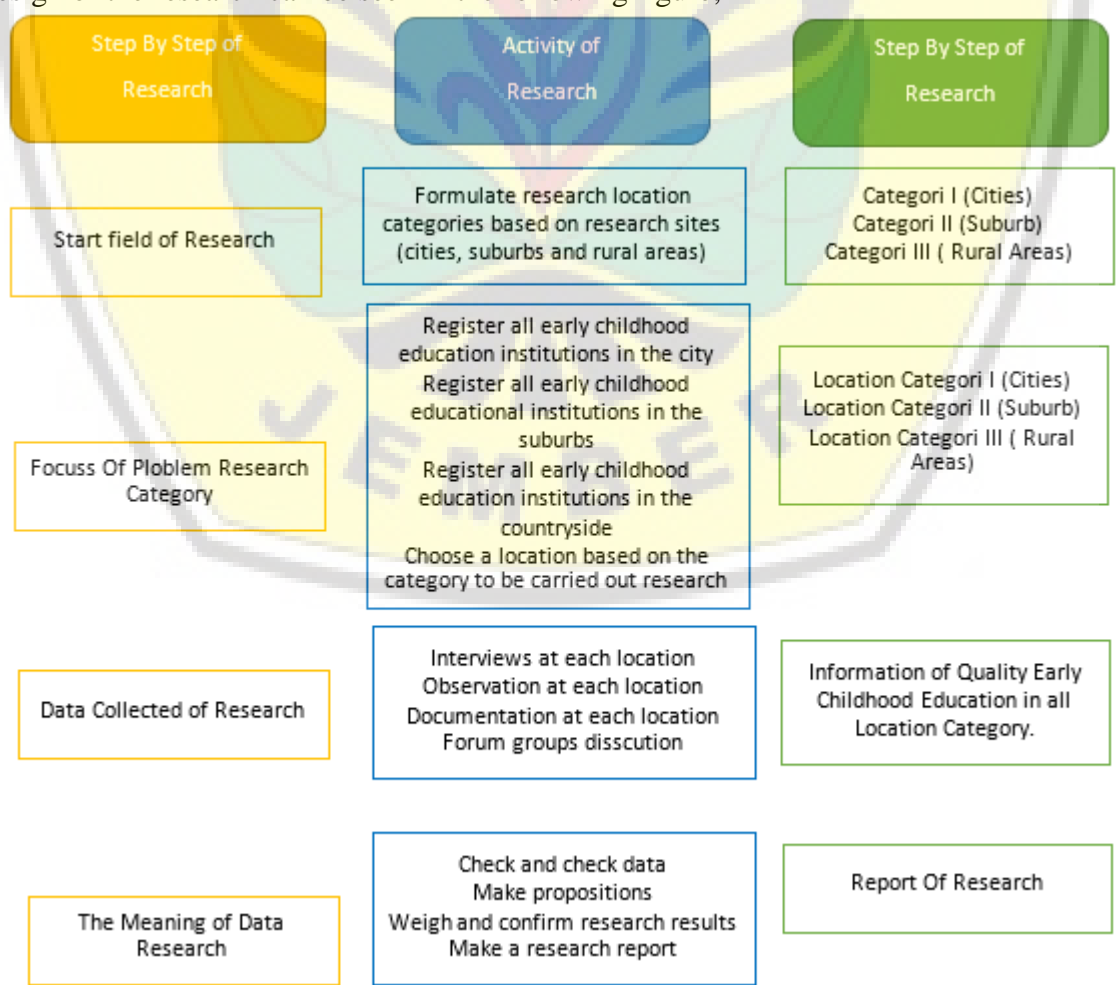 Step By Step of
Research
Activity of
Research
Step By Step of
Research
Start field of Research
Formulate research location
categories based on research sites
(cities, suburbs and rural areas)
Categori I (Cities)
Categori II (Suburb)
Categori III ( Rural Areas)
Focuss Of Ploblem Research
Category
Register all early childhood
education institutions in the city
Register all early childhood
educational institutions in the
suburbs
Register all early childhood
education institutions in the
countryside
Choose a location based on the
category to be carried out research
Location Categori I (Cities)
Location Categori II (Suburb)
Location Categori III ( Rural
Areas)
JEMBER
Data Collected of Research
Interviews at each location
Observation at each location
Documentation at each location
Forum groups disscution
Information of Quality Early
Childhood Education in all
Location Category.
The Meaning of Data
Research
Check and check data
Make propositions
Weigh and confirm research results
Make a research report
Report Of Research